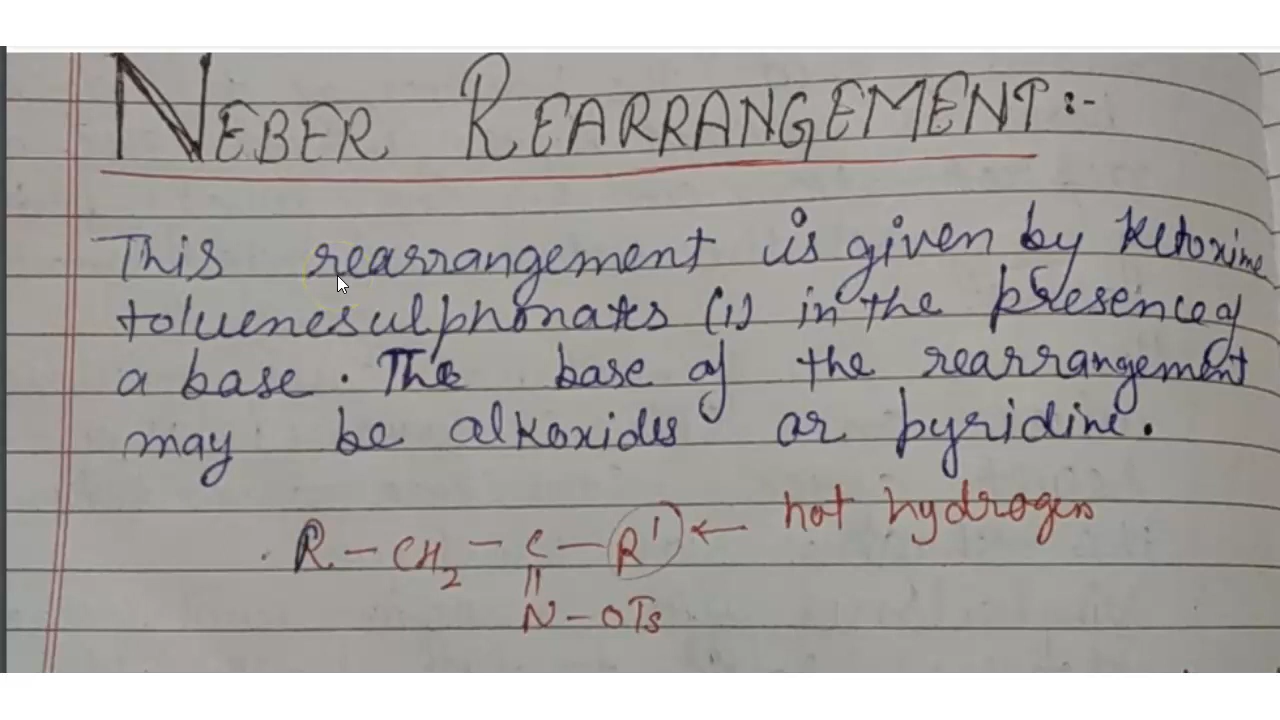 NEBER REARRANGEMENT :-
This rearrangement is given by ketoxime
toluenesulphonates (1) in the presence of
a base. The base of the rearrangement
may be alkoxides or pyridine.
R - CH2 - C - R' ← not hydrogen
||
N - OTs